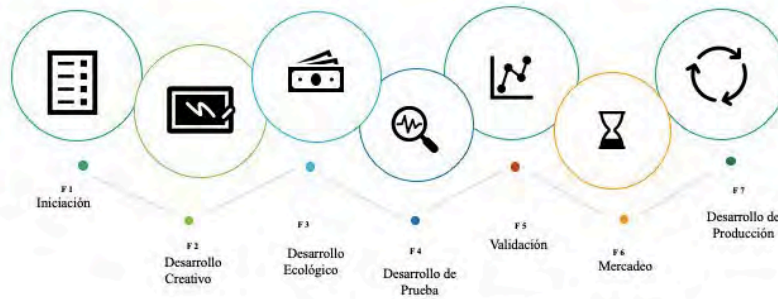 F 1
Iniciación
F 2
Desarrollo
Creativo
F 3
Desarrollo
Ecológico
F 4
Desarrollo de
Prueba
F 5
Validación
F 6
Mercadeo
F 7
Desarrollo de
Producción